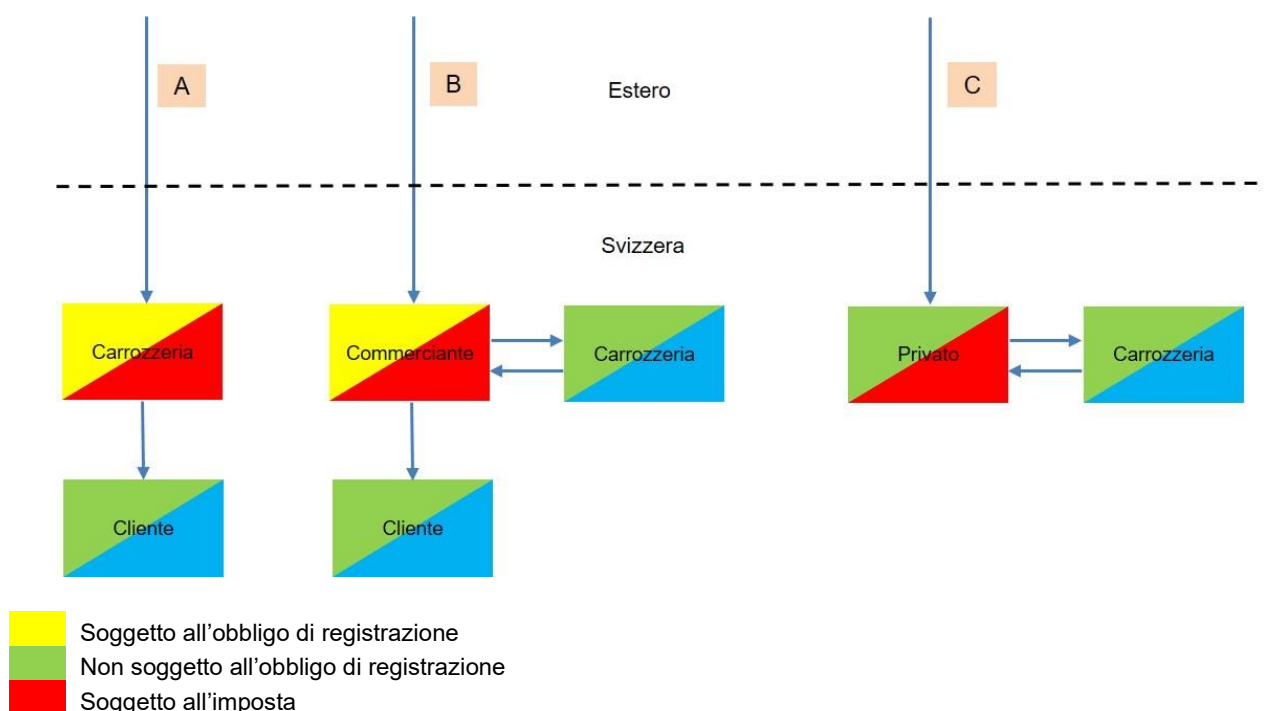 A
B
Estero
C
Svizzera
Carrozzeria
Commerciante
Carrozzeria
Privato
Carrozzeria
Cliente
Cliente
Soggetto all’obbligo di registrazione
Non soggetto all’obbligo di registrazione
Soggetto all’imposta